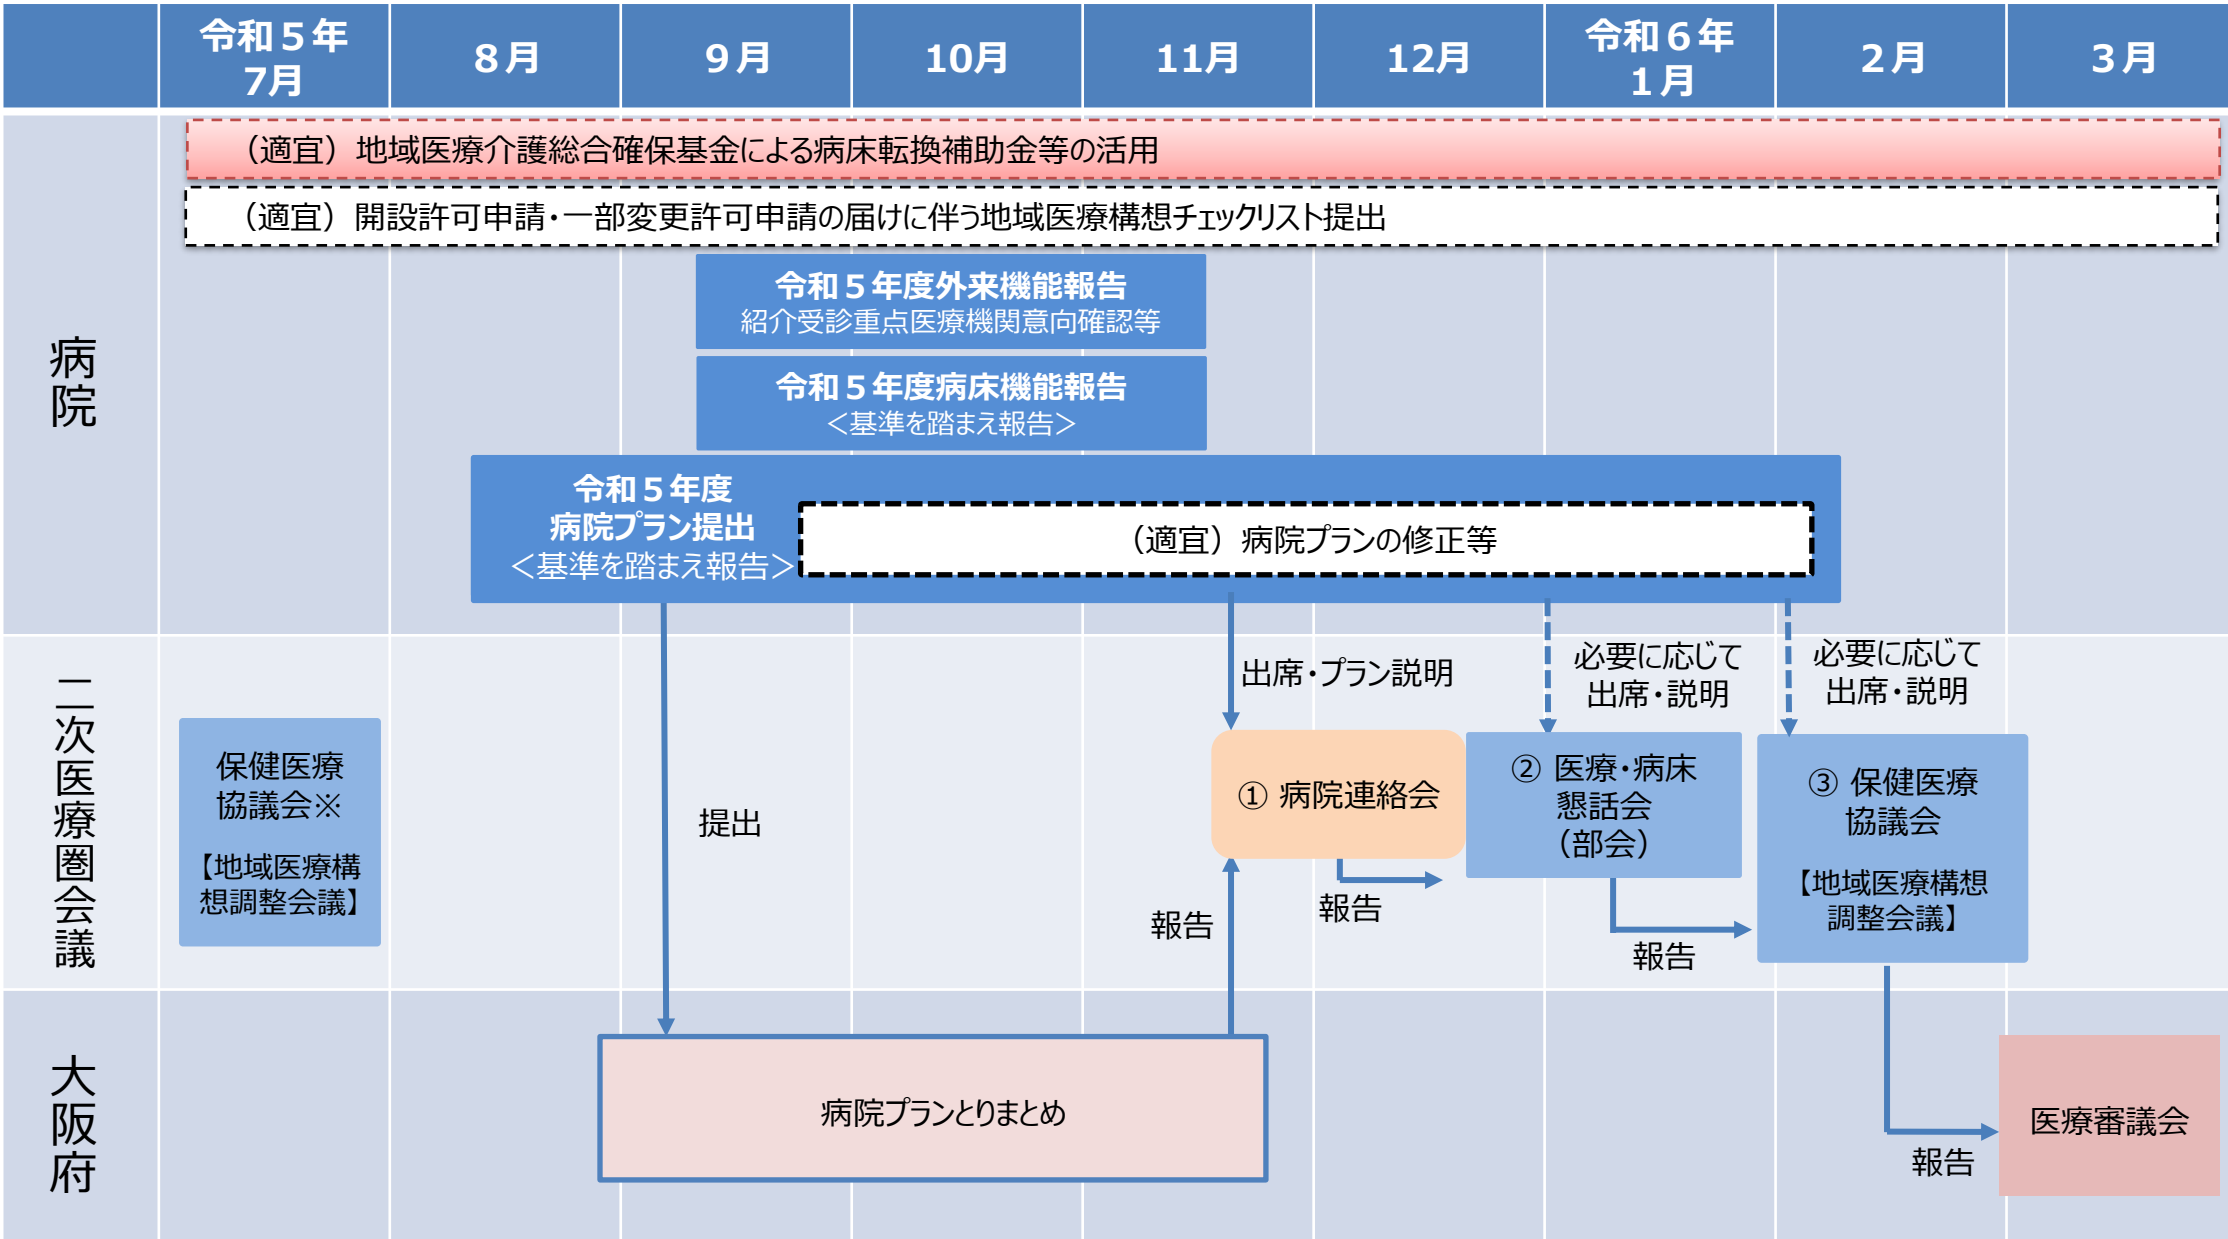 令和５年
7月
８月
９月
10月
11月
12月
令和６年
１月
２月
３月
病院
（適宜）地域医療介護総合確保基金による病床転換補助金等の活用
（適宜）開設許可申請・一部変更許可申請の届けに伴う地域医療構想チェックリスト提出
令和５年度外来機能報告
紹介受診重点医療機関意向確認等
令和５年度病床機能報告
＜基準を踏まえ報告＞
令和５年度
病院プラン提出
＜基準を踏まえ報告＞
（適宜）病院プランの修正等
二次医療圏会議
保健医療
協議会※
【地域医療構
想調整会議】
提出
出席・プラン説明
必要に応じて
出席・説明
必要に応じて
出席・説明
① 病院連絡会
② 医療・病床
懇話会
（部会）
③ 保健医療
協議会
【地域医療構想
調整会議】
報告
報告
報告
大阪府
病院プランとりまとめ
医療審議会
報告